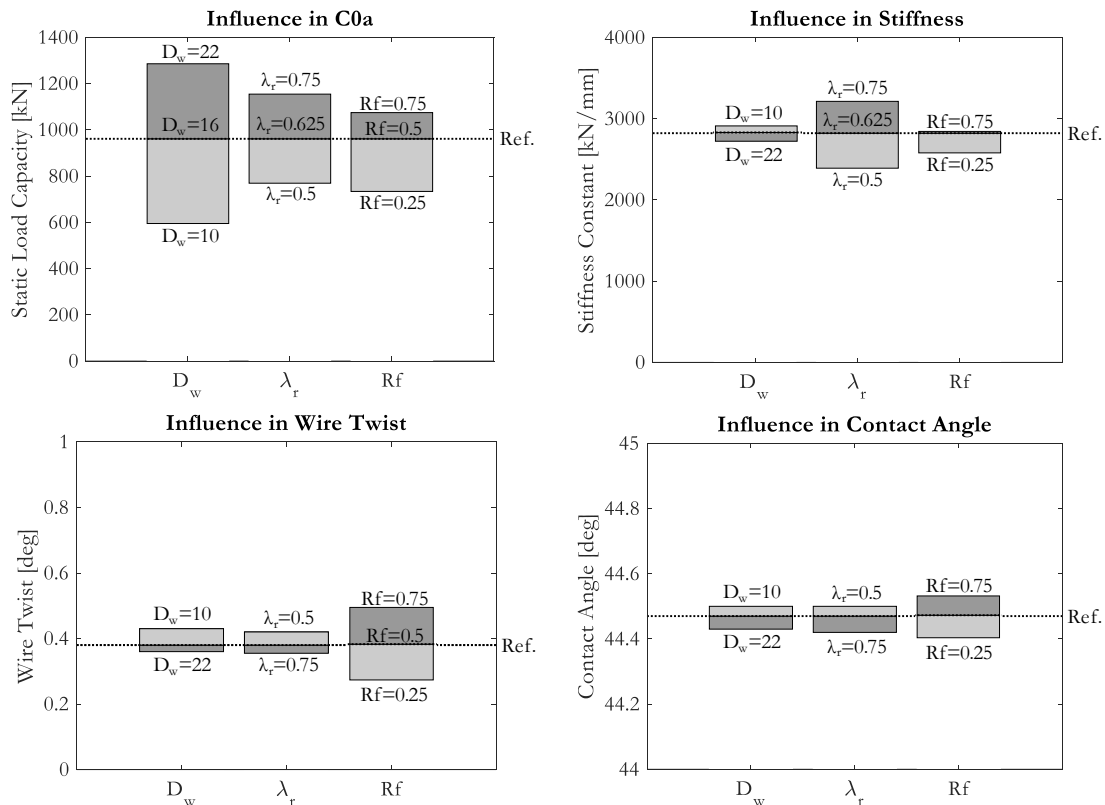 Influence in C0a
Static Load Capacity [kN]
1400
1200
1000
800
600
400
200
0
D_w=22
D_w=16
D_w=10
λ_r=0.75
λ_r=0.625
λ_r=0.5
Rf=0.75
Rf=0.5
Rf=0.25
Ref.
D_w
λ_r
Rf
Influence in Stiffness
Stiffness Constant [kN/mm]
4000
3000
2000
1000
0
D_w=10
D_w=22
λ_r=0.75
λ_r=0.625
λ_r=0.5
Rf=0.75
Rf=0.25
Ref.
D_w
λ_r
Rf
Influence in Wire Twist
Wire Twist [deg]
1
0.8
0.6
0.4
0.2
0
D_w=10
D_w=22
λ_r=0.5
λ_r=0.75
Rf=0.75
Rf=0.5
Rf=0.25
Ref.
D_w
λ_r
Rf
Influence in Contact Angle
Contact Angle [deg]
45
44.8
44.6
44.4
44.2
44
D_w=10
D_w=22
λ_r=0.5
λ_r=0.75
Rf=0.75
Rf=0.25
Ref.
D_w
λ_r
Rf